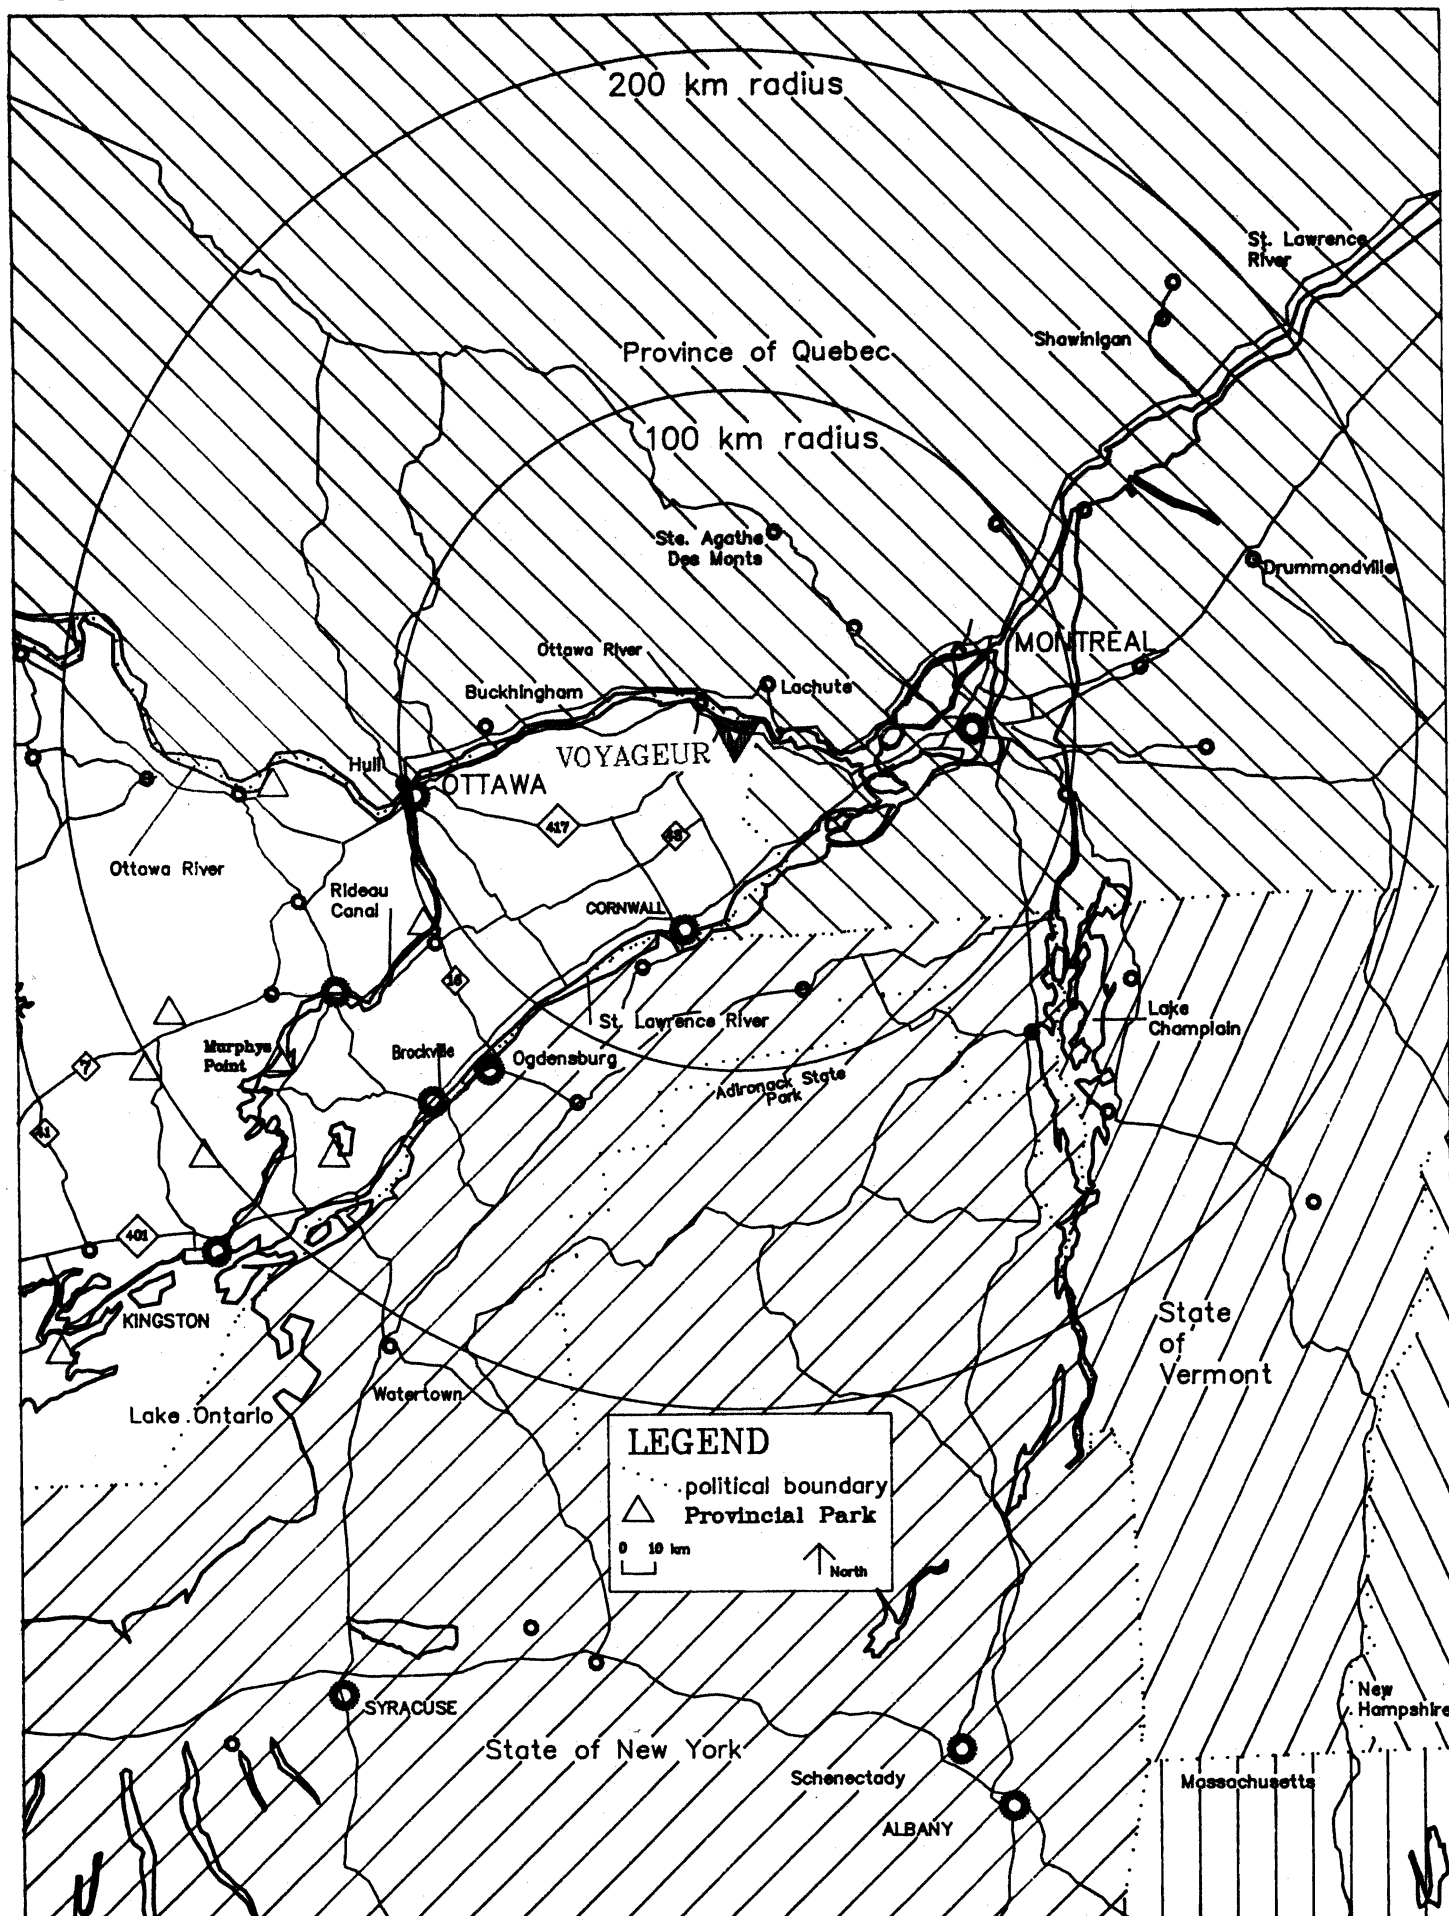 200 km radius
St. Lawrence
River
Shawinigan
Province of Quebec
100 km radius
Ste. Agathe
Des Monts
Drummondville
MONTREAL
Ottawa River
Buckhingham
Lachute
VOYAGEUR
Hull
OTTAWA
417
43
Ottawa River
Rideau
Canal
CORNWALL
16
St. Lawrence River
Lake
Champlain
Murphys
Point
Brockville
Ogdensburg
7
Adironack State
Park
41
401
KINGSTON
State
of
Vermont
Watertown
Lake Ontario
LEGEND
political boundary
Provincial Park
0 10 km
North
SYRACUSE
New
Hampshire
State of New York
Schenectady
Massachusetts
ALBANY